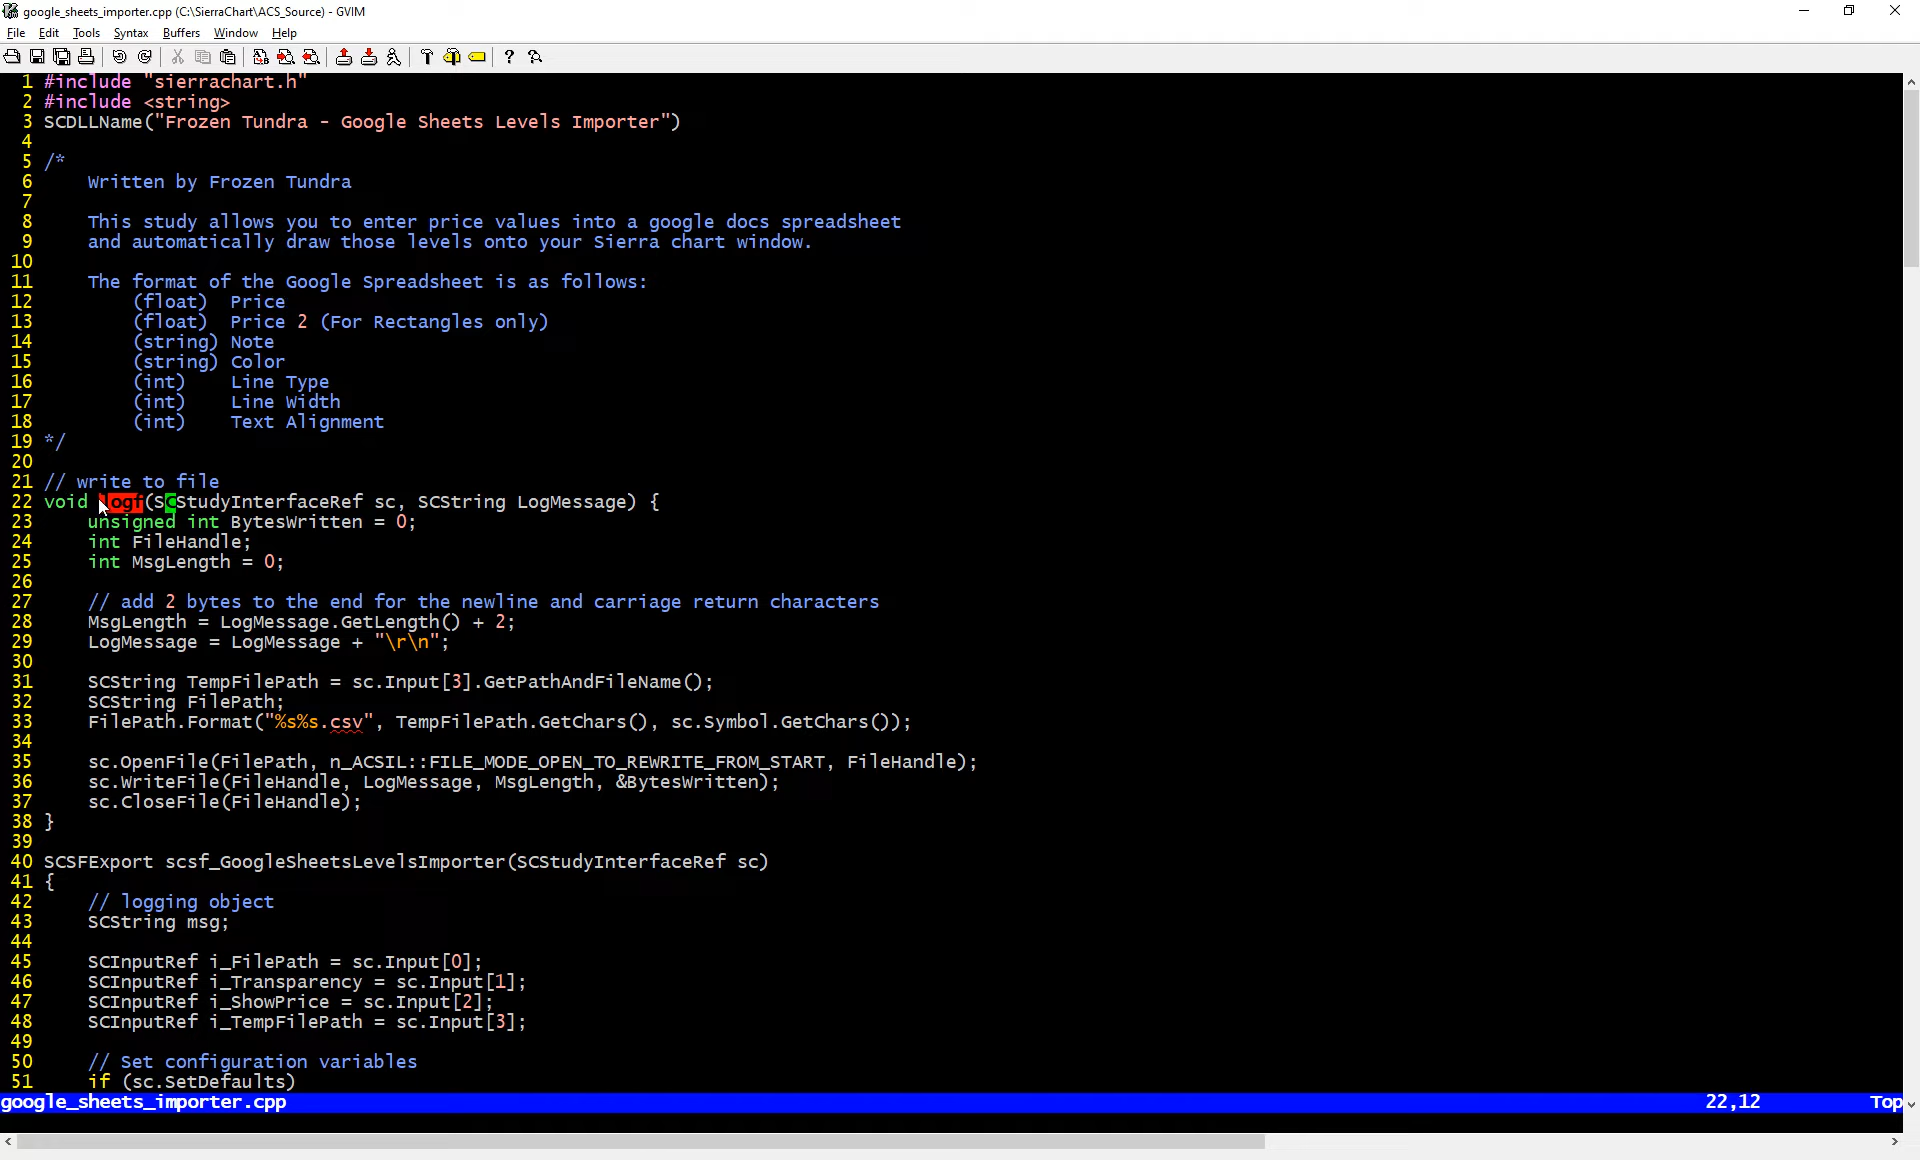 google_sheets_importer.cpp (C:\SierraChart\ACS_Source) - GVIM
File Edit Tools Syntax Buffers Window Help
1 #include "sierrachart.h"
2 #include <string>
3 SCDLLName("Frozen Tundra - Google Sheets Levels Importer")
4
5 /*
6     Written by Frozen Tundra
7
8     This study allows you to enter price values into a google docs spreadsheet
9     and automatically draw those levels onto your Sierra chart window.
10
11     The format of the Google Spreadsheet is as follows:
12         (float)  Price
13         (float)  Price 2 (For Rectangles only)
14         (string) Note
15         (string) Color
16         (int)    Line Type
17         (int)    Line Width
18         (int)    Text Alignment
19 */
20
21 // write to file
22 void logf(SCStudyInterfaceRef sc, SCString LogMessage) {
23     unsigned int BytesWritten = 0;
24     int FileHandle;
25     int MsgLength = 0;
26
27     // add 2 bytes to the end for the newline and carriage return characters
28     MsgLength = LogMessage.GetLength() + 2;
29     LogMessage = LogMessage + "\r\n";
30
31     SCString TempFilePath = sc.Input[3].GetPathAndFileName();
32     SCString FilePath;
33     FilePath.Format("%s%s.csv", TempFilePath.GetChars(), sc.Symbol.GetChars());
34
35     sc.OpenFile(FilePath, n_ACSIL::FILE_MODE_OPEN_TO_REWRITE_FROM_START, FileHandle);
36     sc.WriteFile(FileHandle, LogMessage, MsgLength, &BytesWritten);
37     sc.CloseFile(FileHandle);
38 }
39
40 SCSFExport scsf_GoogleSheetsLevelsImporter(SCStudyInterfaceRef sc)
41 {
42     // logging object
43     SCString msg;
44
45     SCInputRef i_FilePath = sc.Input[0];
46     SCInputRef i_Transparency = sc.Input[1];
47     SCInputRef i_ShowPrice = sc.Input[2];
48     SCInputRef i_TempFilePath = sc.Input[3];
49
50     // Set configuration variables
51     if (sc.SetDefaults)
google_sheets_importer.cpp 22,12 Top